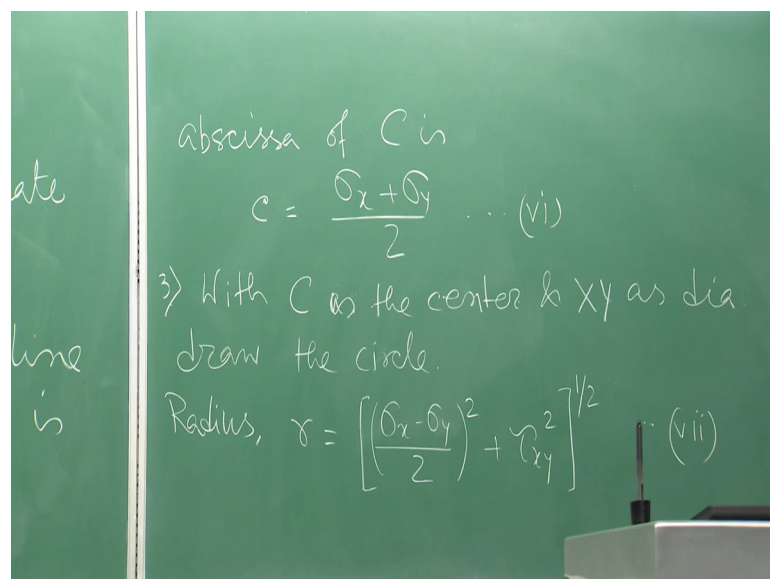 ate
line
is
abscissa of C is
c = (σx + σy) / 2 ... (vi)
3) With C as the center & XY as dia
draw the circle.
Radius, r = [((σx - σy) / 2)² + τxy²]^1/2 ... (vii)